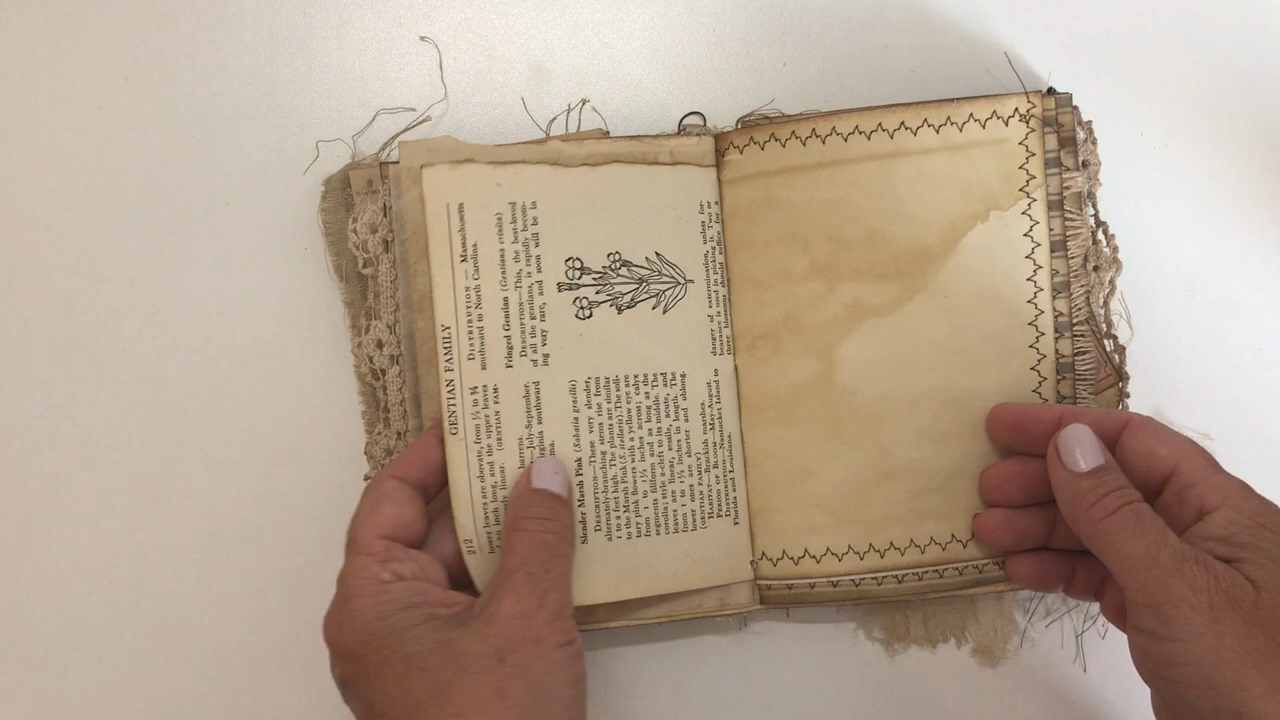 212
GENTIAN FAMILY
lower leaves are obovate, from ½ to ¾
an inch long, and the upper leaves
linear. (GENTIAN FAM-
barrens.
—July-September.
southward
Slender Marsh Pink (Sabatia gracilis)
DESCRIPTION—These very slender,
alternately-branching stems rise from
1 to 2 feet high. The plants are similar
to the Marsh Pink (S. stellaris). The soli-
tary pink flowers with a yellow eye are
from 1 to 1½ inches across; calyx
segments filiform and as long as the
corolla; style 2-cleft to its middle. The
leaves are linear, sessile, acute, and
from 1 to 1½ inches in length. The
lower ones are shorter and oblong.
(GENTIAN FAMILY)
HABITAT—Brackish marshes.
PERIOD OF BLOOM—May-August.
DISTRIBUTION—Nantucket Island to
Florida and Louisiana.
DISTRIBUTION — Massachusetts
southward to North Carolina.
Fringed Gentian (Gentiana crinita)
DESCRIPTION—This, the best-loved
of all the gentians, is rapidly becom-
ing very rare, and soon will be in
danger of extermination, unless for-
bearance is used in picking it. Two or
three blossoms should suffice for a